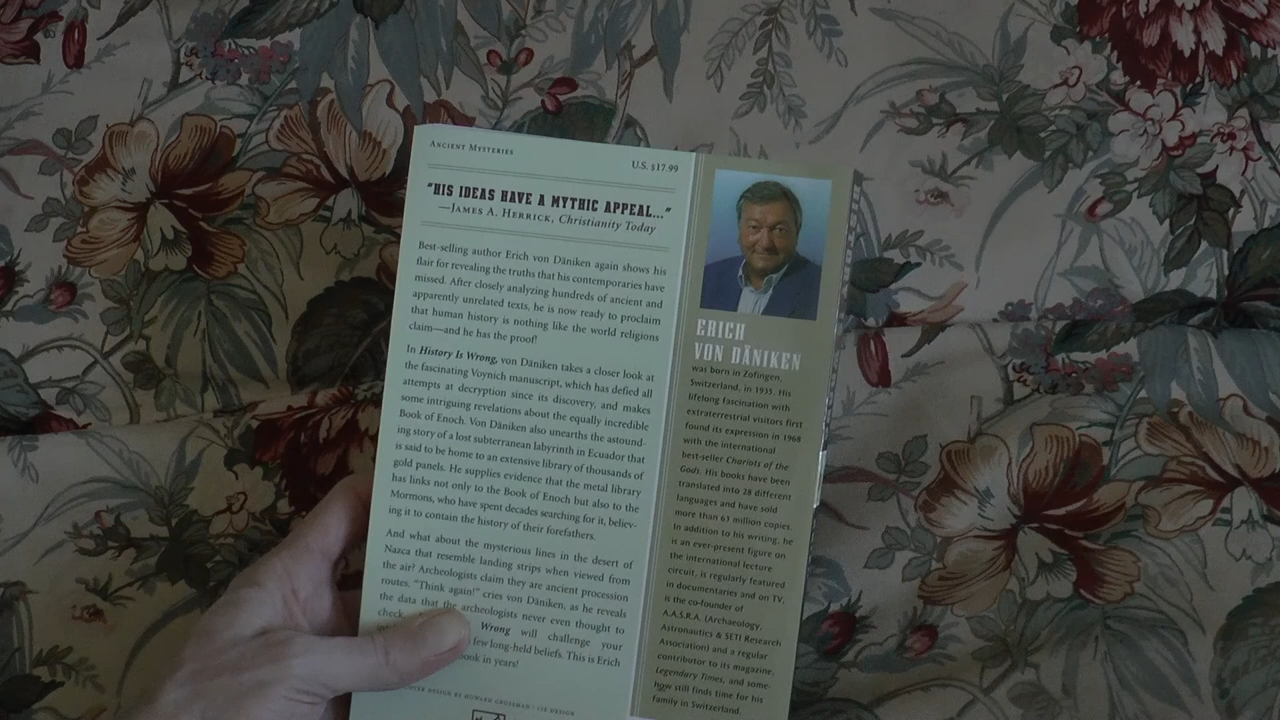 ANCIENT MYSTERIES
U.S. $17.99
"HIS IDEAS HAVE A MYTHIC APPEAL..."
—JAMES A. HERRICK, Christianity Today
Best-selling author Erich von Däniken again shows his
flair for revealing the truths that his contemporaries have
missed. After closely analyzing hundreds of ancient and
apparently unrelated texts, he is now ready to proclaim
that human history is nothing like the world religions
claim—and he has the proof!
In History Is Wrong, von Däniken takes a closer look at
the fascinating Voynich manuscript, which has defied all
attempts at decryption since its discovery, and makes
some intriguing revelations about the equally incredible
Book of Enoch. Von Däniken also unearths the astound-
ing story of a lost subterranean labyrinth in Ecuador that
is said to be home to an extensive library of thousands of
gold panels. He supplies evidence that the metal library
has links not only to the Book of Enoch but also to the
Mormons, who have spent decades searching for it, believ-
ing it to contain the history of their forefathers.
And what about the mysterious lines in the desert of
Nazca that resemble landing strips when viewed from
the air? Archeologists claim they are ancient procession
routes. "Think again!" cries von Däniken, as he reveals
the data that the archeologists never even thought to
check.
Wrong will challenge your
few long-held beliefs. This is Erich
book in years!
DESIGN BY HOWARD GROSSMAN / 12E DESIGN
ERICH
VON DÄNIKEN
was born in Zofingen,
Switzerland, in 1935. His
lifelong fascination with
extraterrestrial visitors first
found its expression in 1968
with the international
best-seller Chariots of the
Gods. His books have been
translated into 28 different
languages and have sold
more than 63 million copies.
In addition to his writing, he
is an ever-present figure on
the international lecture
circuit, is regularly featured
in documentaries and on TV,
is the co-founder of
A.A.S.R.A. (Archaeology,
Astronautics & SETI Research
Association) and a regular
contributor to its magazine,
Legendary Times, and some-
how still finds time for his
family in Switzerland.